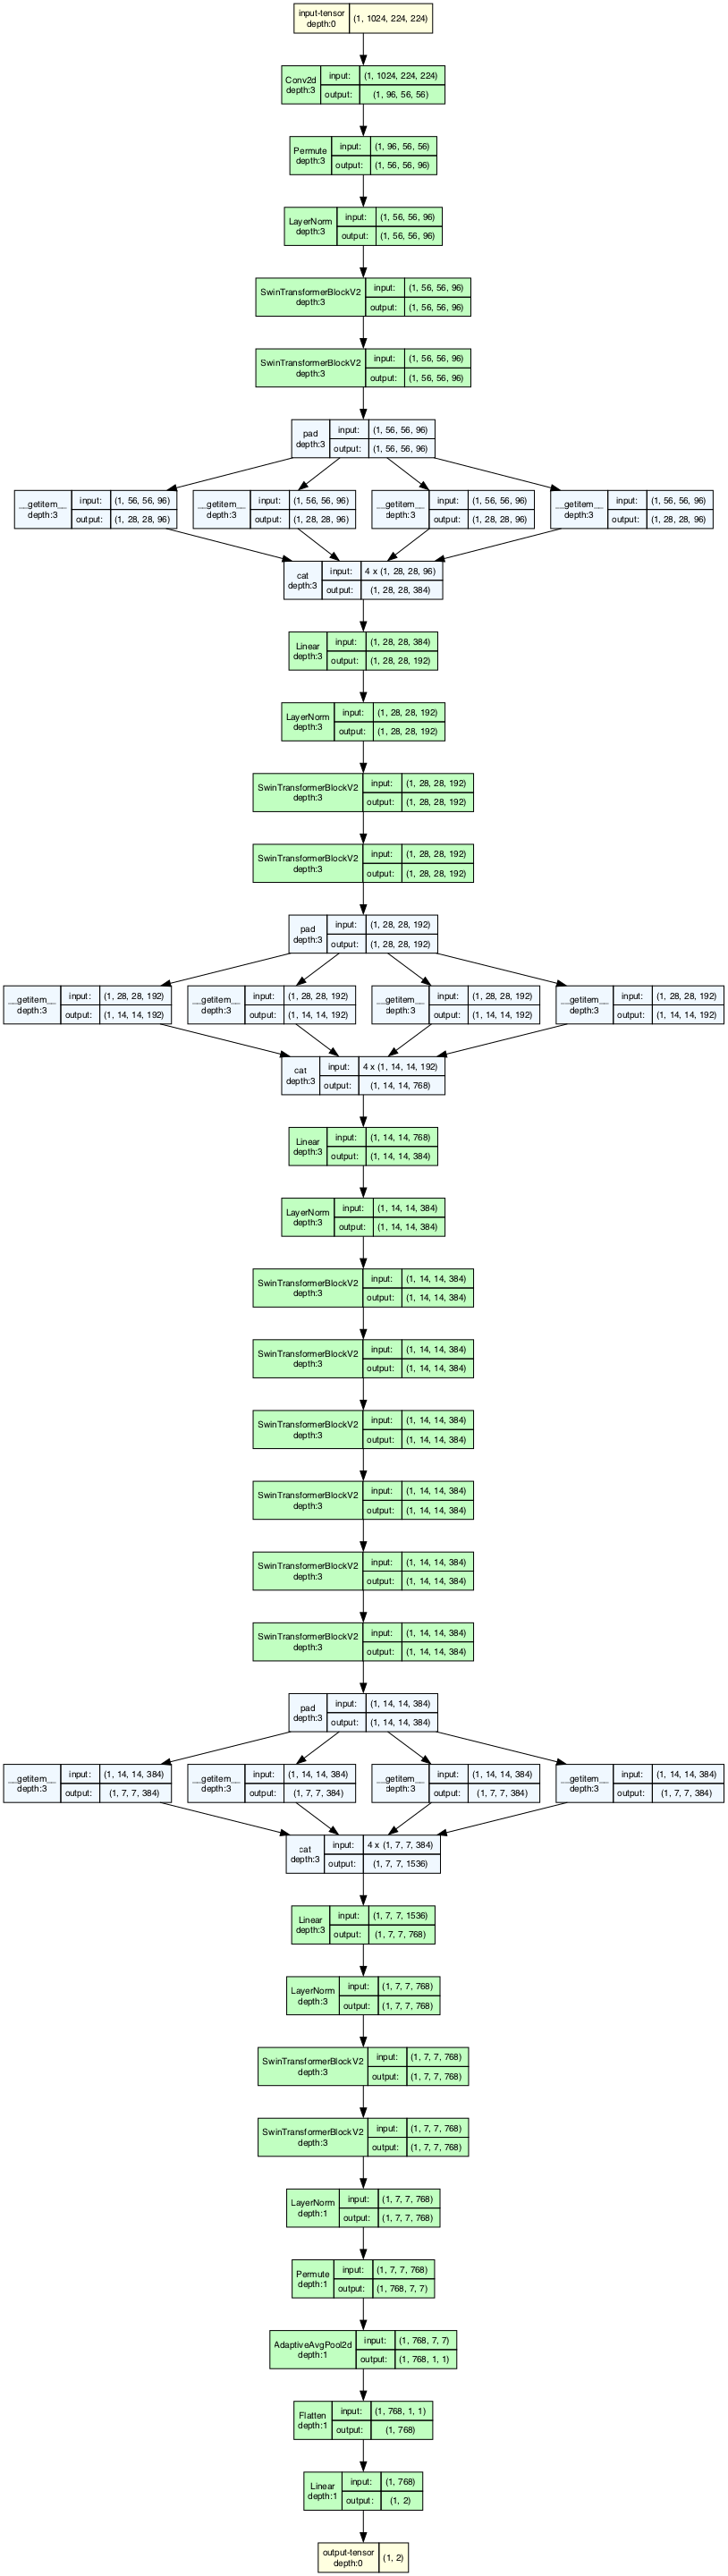 input-tensor
depth:0
(1, 1024, 224, 224)
Conv2d
depth:3
input:
(1, 1024, 224, 224)
output:
(1, 96, 56, 56)
Permute
depth:3
input:
(1, 96, 56, 56)
output:
(1, 56, 56, 96)
LayerNorm
depth:3
input:
(1, 56, 56, 96)
output:
(1, 56, 56, 96)
SwinTransformerBlockV2
depth:3
input:
(1, 56, 56, 96)
output:
(1, 56, 56, 96)
SwinTransformerBlockV2
depth:3
input:
(1, 56, 56, 96)
output:
(1, 56, 56, 96)
pad
depth:3
input:
(1, 56, 56, 96)
output:
(1, 56, 56, 96)
__getitem__
depth:3
input:
(1, 56, 56, 96)
output:
(1, 28, 28, 96)
__getitem__
depth:3
input:
(1, 56, 56, 96)
output:
(1, 28, 28, 96)
__getitem__
depth:3
input:
(1, 56, 56, 96)
output:
(1, 28, 28, 96)
__getitem__
depth:3
input:
(1, 56, 56, 96)
output:
(1, 28, 28, 96)
cat
depth:3
input:
4 x (1, 28, 28, 96)
output:
(1, 28, 28, 384)
Linear
depth:3
input:
(1, 28, 28, 384)
output:
(1, 28, 28, 192)
LayerNorm
depth:3
input:
(1, 28, 28, 192)
output:
(1, 28, 28, 192)
SwinTransformerBlockV2
depth:3
input:
(1, 28, 28, 192)
output:
(1, 28, 28, 192)
SwinTransformerBlockV2
depth:3
input:
(1, 28, 28, 192)
output:
(1, 28, 28, 192)
pad
depth:3
input:
(1, 28, 28, 192)
output:
(1, 28, 28, 192)
__getitem__
depth:3
input:
(1, 28, 28, 192)
output:
(1, 14, 14, 192)
__getitem__
depth:3
input:
(1, 28, 28, 192)
output:
(1, 14, 14, 192)
__getitem__
depth:3
input:
(1, 28, 28, 192)
output:
(1, 14, 14, 192)
__getitem__
depth:3
input:
(1, 28, 28, 192)
output:
(1, 14, 14, 192)
cat
depth:3
input:
4 x (1, 14, 14, 192)
output:
(1, 14, 14, 768)
Linear
depth:3
input:
(1, 14, 14, 768)
output:
(1, 14, 14, 384)
LayerNorm
depth:3
input:
(1, 14, 14, 384)
output:
(1, 14, 14, 384)
SwinTransformerBlockV2
depth:3
input:
(1, 14, 14, 384)
output:
(1, 14, 14, 384)
SwinTransformerBlockV2
depth:3
input:
(1, 14, 14, 384)
output:
(1, 14, 14, 384)
SwinTransformerBlockV2
depth:3
input:
(1, 14, 14, 384)
output:
(1, 14, 14, 384)
SwinTransformerBlockV2
depth:3
input:
(1, 14, 14, 384)
output:
(1, 14, 14, 384)
SwinTransformerBlockV2
depth:3
input:
(1, 14, 14, 384)
output:
(1, 14, 14, 384)
SwinTransformerBlockV2
depth:3
input:
(1, 14, 14, 384)
output:
(1, 14, 14, 384)
pad
depth:3
input:
(1, 14, 14, 384)
output:
(1, 14, 14, 384)
__getitem__
depth:3
input:
(1, 14, 14, 384)
output:
(1, 7, 7, 384)
__getitem__
depth:3
input:
(1, 14, 14, 384)
output:
(1, 7, 7, 384)
__getitem__
depth:3
input:
(1, 14, 14, 384)
output:
(1, 7, 7, 384)
__getitem__
depth:3
input:
(1, 14, 14, 384)
output:
(1, 7, 7, 384)
cat
depth:3
input:
4 x (1, 7, 7, 384)
output:
(1, 7, 7, 1536)
Linear
depth:3
input:
(1, 7, 7, 1536)
output:
(1, 7, 7, 768)
LayerNorm
depth:3
input:
(1, 7, 7, 768)
output:
(1, 7, 7, 768)
SwinTransformerBlockV2
depth:3
input:
(1, 7, 7, 768)
output:
(1, 7, 7, 768)
SwinTransformerBlockV2
depth:3
input:
(1, 7, 7, 768)
output:
(1, 7, 7, 768)
LayerNorm
depth:1
input:
(1, 7, 7, 768)
output:
(1, 7, 7, 768)
Permute
depth:1
input:
(1, 7, 7, 768)
output:
(1, 768, 7, 7)
AdaptiveAvgPool2d
depth:1
input:
(1, 768, 7, 7)
output:
(1, 768, 1, 1)
Flatten
depth:1
input:
(1, 768, 1, 1)
output:
(1, 768)
Linear
depth:1
input:
(1, 768)
output:
(1, 2)
output-tensor
depth:0
(1, 2)